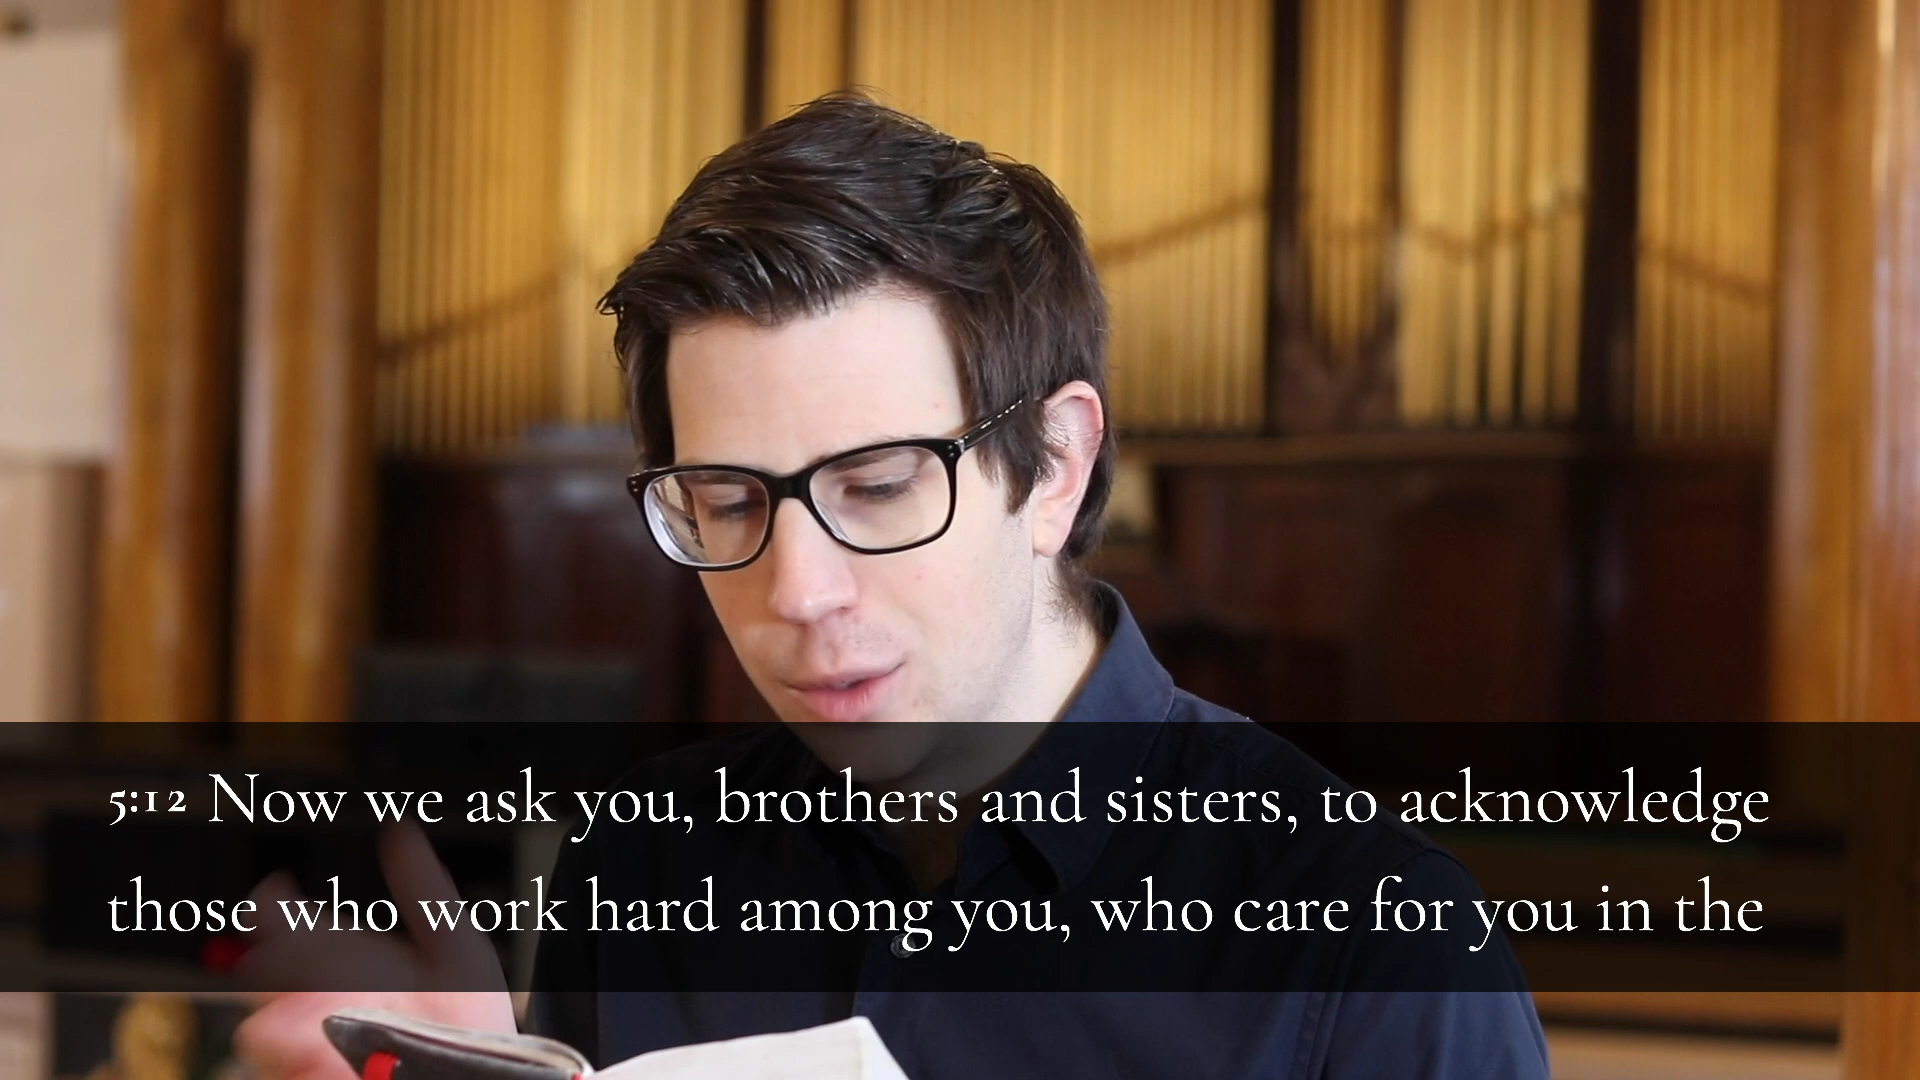 5:12 Now we ask you, brothers and sisters, to acknowledge
those who work hard among you, who care for you in the